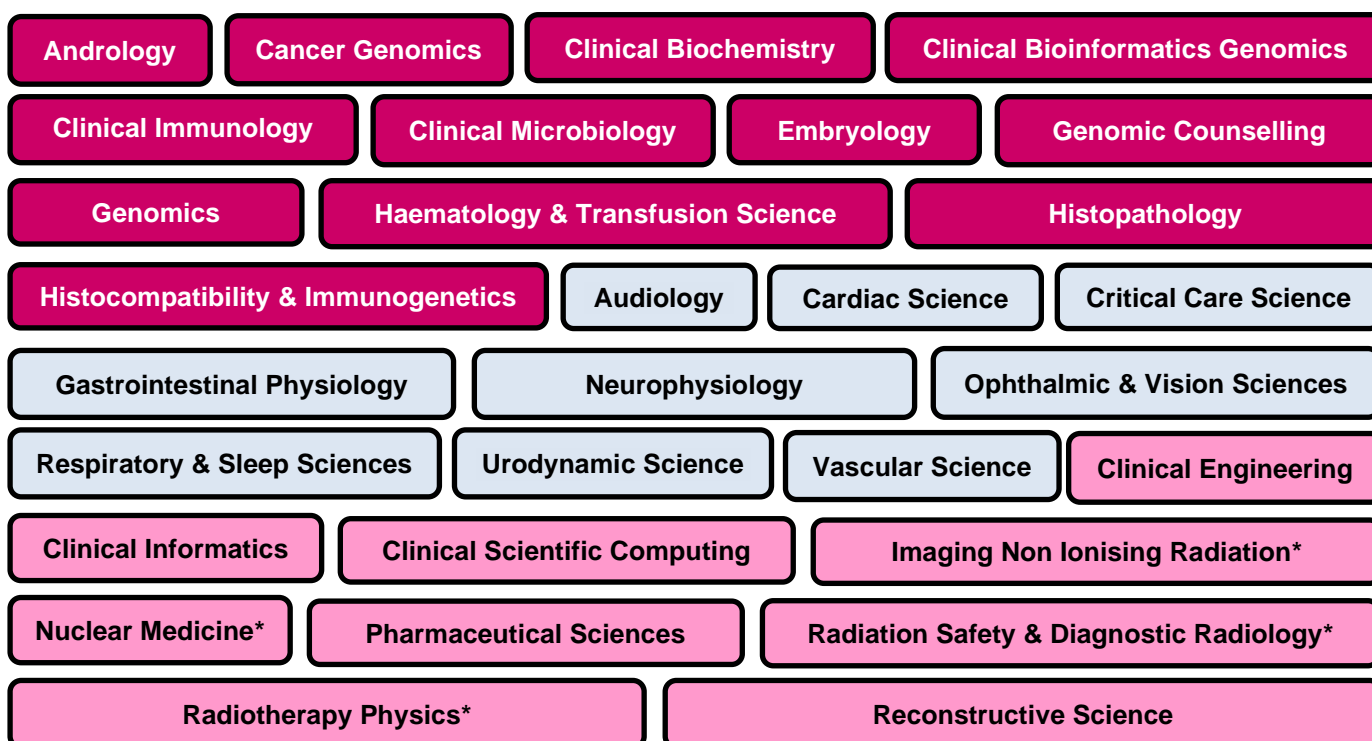 Andrology
Cancer Genomics
Clinical Biochemistry
Clinical Bioinformatics Genomics
Clinical Immunology
Clinical Microbiology
Embryology
Genomic Counselling
Genomics
Haematology & Transfusion Science
Histopathology
Histocompatibility & Immunogenetics
Audiology
Cardiac Science
Critical Care Science
Gastrointestinal Physiology
Neurophysiology
Ophthalmic & Vision Sciences
Respiratory & Sleep Sciences
Urodynamic Science
Vascular Science
Clinical Engineering
Clinical Informatics
Clinical Scientific Computing
Imaging Non Ionising Radiation*
Nuclear Medicine*
Pharmaceutical Sciences
Radiation Safety & Diagnostic Radiology*
Radiotherapy Physics*
Reconstructive Science